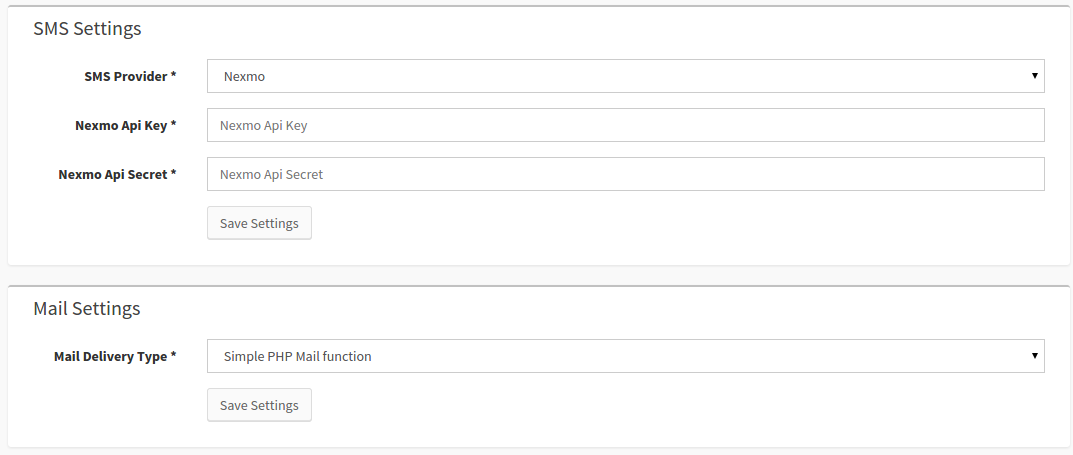 SMS Settings
SMS Provider * Nexmo
Nexmo Api Key * Nexmo Api Key
Nexmo Api Secret * Nexmo Api Secret
Save Settings
Mail Settings
Mail Delivery Type * Simple PHP Mail function
Save Settings